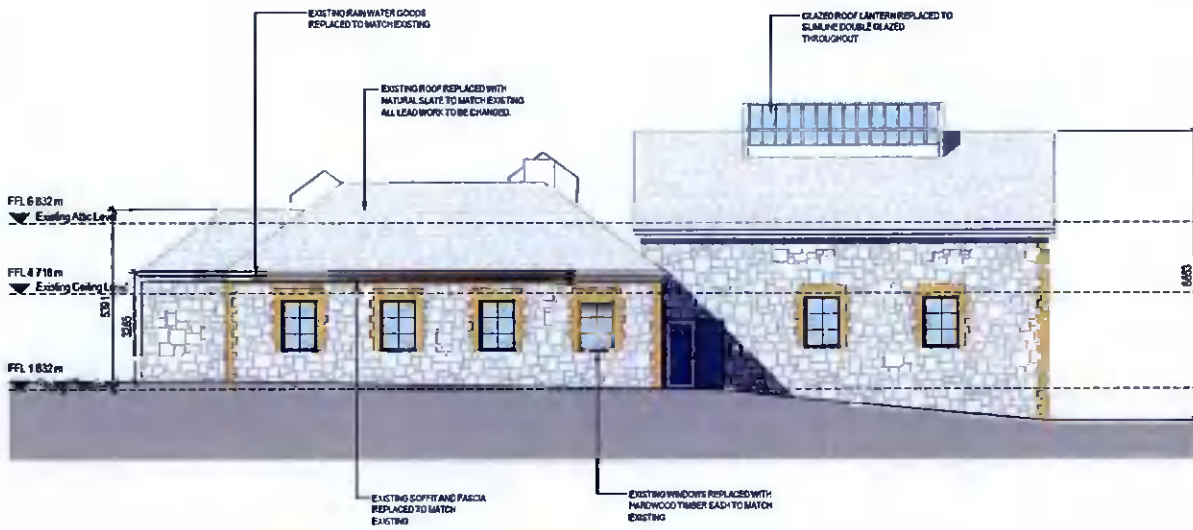 EXISTING RAIN WATER GOODS
REPLACED TO MATCH EXISTING
GLAZED ROOF LANTERN REPLACED TO
SLIMLINE DOUBLE GLAZED
THROUGHOUT
EXISTING ROOF REPLACED WITH
NATURAL SLATE TO MATCH EXISTING
ALL LEAD WORK TO BE CHANGED.
FFL 6 832 m
Existing Attic Level
FFL 4 718 m
Existing Ceiling Level
5391
3285
FFL 1 832 m
EXISTING SOFFIT AND FASCIA
REPLACED TO MATCH
EXISTING
EXISTING WINDOWS REPLACED WITH
HARDWOOD TIMBER SASH TO MATCH
EXISTING